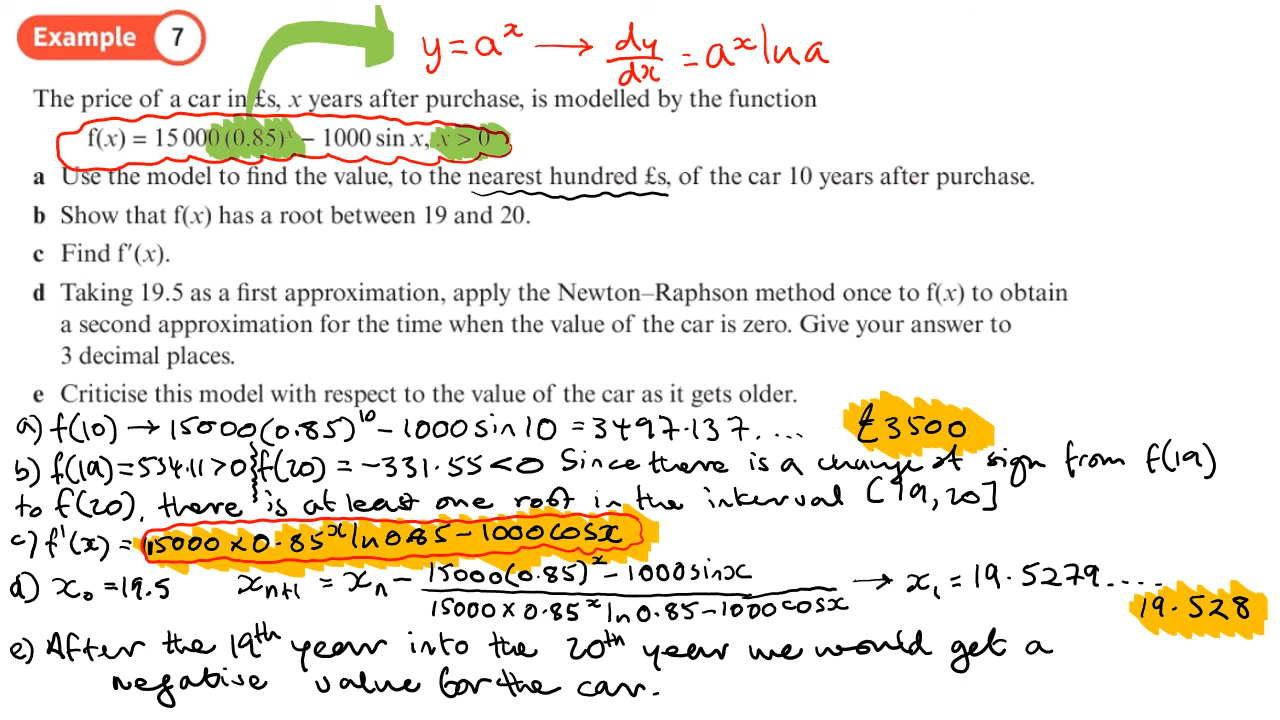 Example 7
y = aˣ → dy/dx = aˣ ln a
The price of a car in £s, x years after purchase, is modelled by the function
f(x) = 15 000 (0.85)ˣ − 1000 sin x, x > 0
a Use the model to find the value, to the nearest hundred £s, of the car 10 years after purchase.
b Show that f(x) has a root between 19 and 20.
c Find f′(x).
d Taking 19.5 as a first approximation, apply the Newton–Raphson method once to f(x) to obtain
a second approximation for the time when the value of the car is zero. Give your answer to
3 decimal places.
e Criticise this model with respect to the value of the car as it gets older.
a) f(10) → 15000(0.85)¹⁰ − 1000 sin 10 = 3497.137.... £3500
b) f(19) = 534.11 > 0 f(20) = −331.55 < 0 Since there is a change of sign from f(19)
to f(20), there is at least one root in the interval [19, 20]
c) f'(x) = 15000 × 0.85ˣ ln 0.85 − 1000 cos x
d) x₀ = 19.5 xₙ₊₁ = xₙ − (15000(0.85)ˣ − 1000 sin x)/(15000 × 0.85ˣ ln 0.85 − 1000 cos x) → x₁ = 19.5279.....
19.528
e) After the 19th year into the 20th year we would get a
negative value for the car.